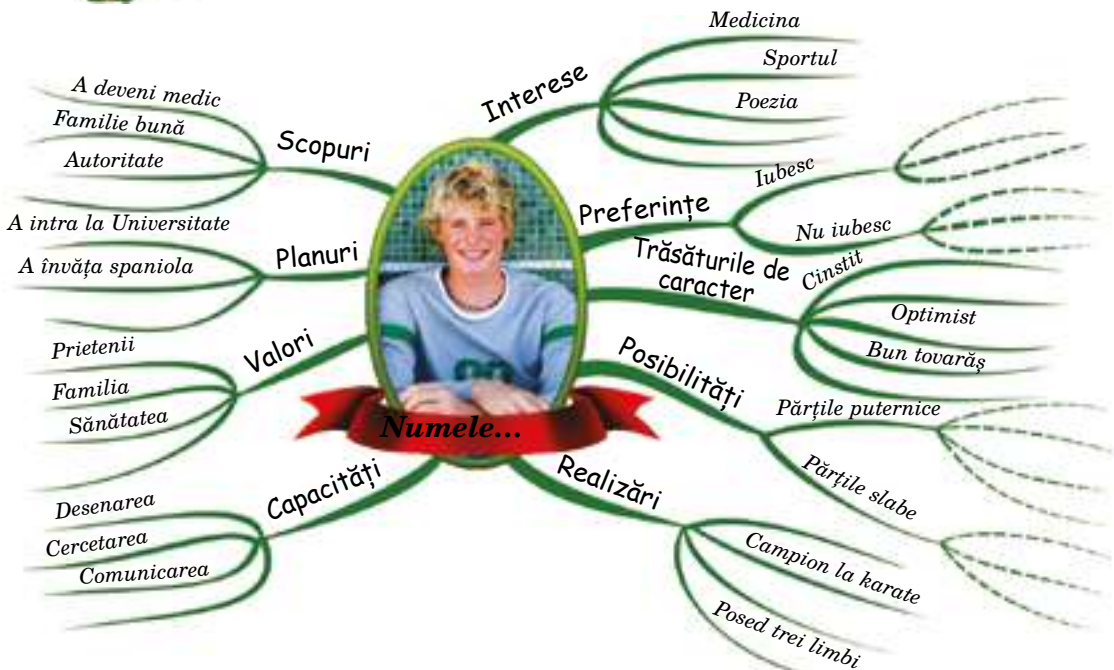 Interese
Medicina
Sportul
Poezia
Preferințe
Iubesc
Nu iubesc
Trăsăturile de
caracter
Cinstit
Optimist
Bun tovarăș
Posibilități
Părțile puternice
Părțile slabe
Realizări
Campion la karate
Posed trei limbi
Scopuri
A deveni medic
Familie bună
Autoritate
Planuri
A intra la Universitate
A învăța spaniola
Valori
Prietenii
Familia
Sănătatea
Capacități
Desenarea
Cercetarea
Comunicarea
Numele...